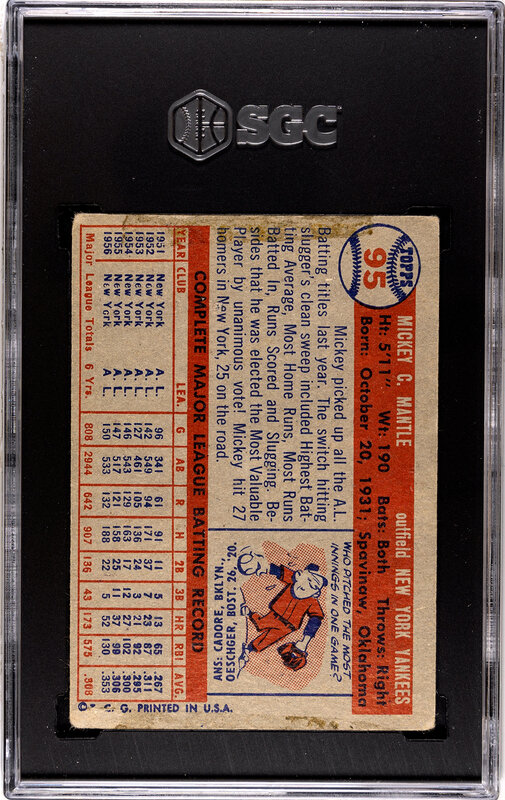 SGC
TOPPS
95
MICKEY C. MANTLE outfield NEW YORK YANKEES
Ht: 5'11" Wt: 190 Bats: Both Throws: Right
Born: October 20, 1931; Spavinaw, Oklahoma
Mickey picked up all the A.L.
Batting titles last year. The switch hitting
slugger's clean sweep included Highest Bat-
ting Average, Most Home Runs, Most Runs
Batted In, Runs Scored and Slugging. Be-
sides that he was elected the Most Valuable
Player by unanimous vote! Mickey hit 27
homers in New York, 25 on the road.
WHO PITCHED THE MOST
INNINGS IN ONE GAME?
ANS. CADORE, BKLYN.
OESCHGER, BOST. 26, '20.
COMPLETE MAJOR LEAGUE BATTING RECORD
YEAR CLUB LEA. G AB R H 2B 3B HR RBI AVG.
1951 New York A. L. 96 341 61 91 11 5 13 65 .267
1952 New York A. L. 142 549 94 171 37 7 23 87 .311
1953 New York A. L. 127 461 105 136 24 3 21 92 .295
1954 New York A. L. 146 543 129 163 17 12 27 102 .300
1955 New York A. L. 147 517 121 158 25 11 37 99 .306
1956 New York A. L. 150 533 132 188 22 5 52 130 .353
Major League Totals 6 Yrs. 808 2944 642 907 136 43 173 575 .308
© C. G. PRINTED IN U.S.A.